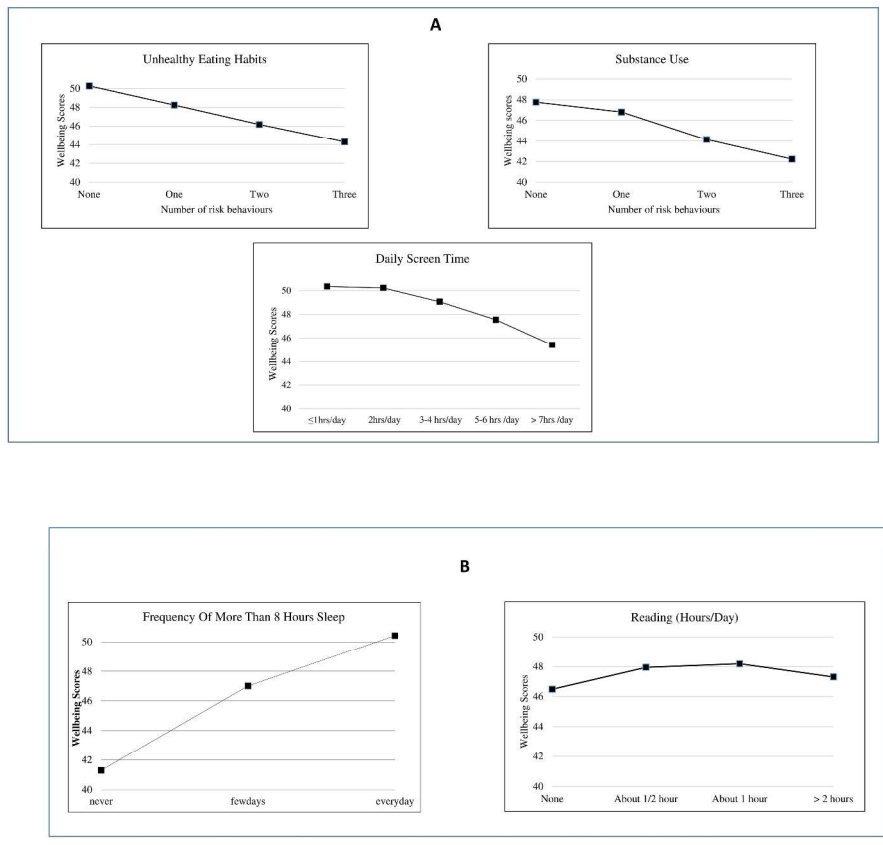 A
Unhealthy Eating Habits
Wellbeing Scores
50
48
46
44
42
40
None One Two Three
Number of risk behaviours
Substance Use
Wellbeing scores
50
48
46
44
42
40
None One Two Three
Number of risk behaviours
Daily Screen Time
Wellbeing Scores
50
48
46
44
42
40
≤1hrs/day 2hrs/day 3-4 hrs/day 5-6 hrs /day > 7hrs /day
B
Frequency Of More Than 8 Hours Sleep
Wellbeing Scores
50
48
46
44
42
40
never fewdays everyday
Reading (Hours/Day)
Wellbeing Scores
50
48
46
44
42
40
None About 1/2 hour About 1 hour > 2 hours